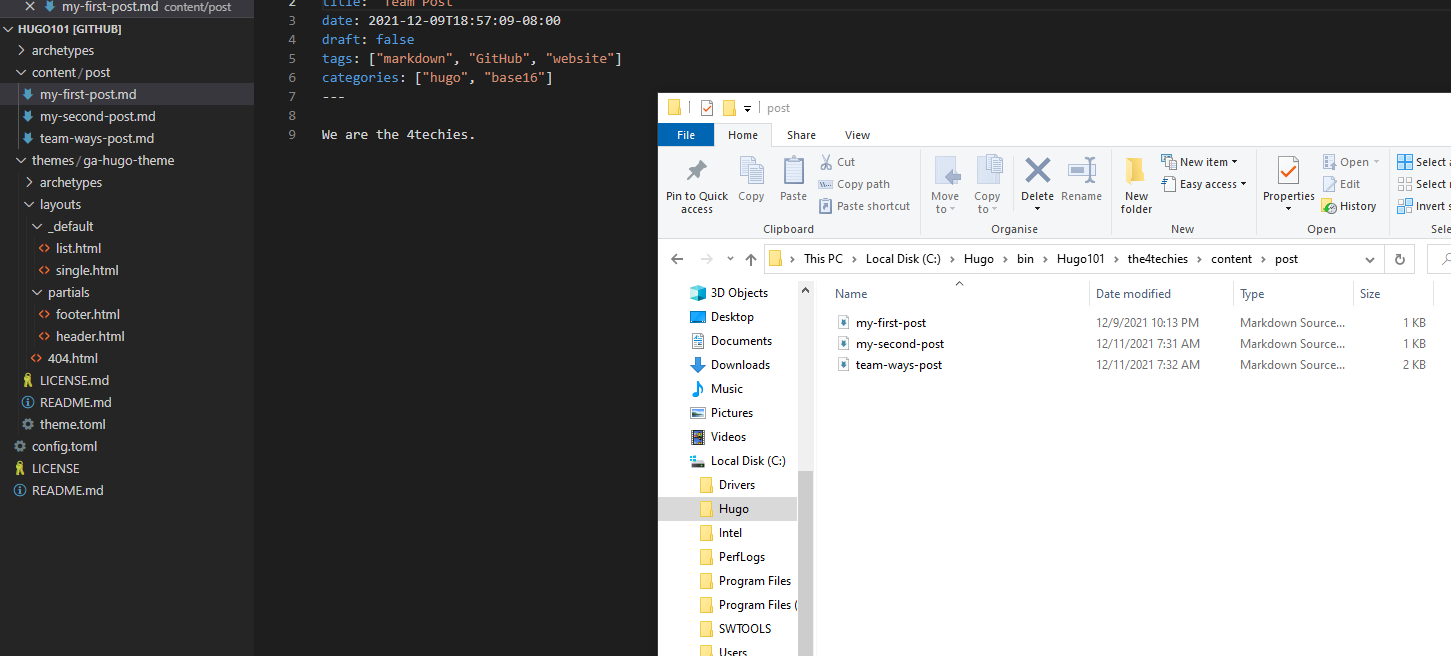 my-first-post.md content/post
HUGO101 [GITHUB]
archetypes
content/post
my-first-post.md
my-second-post.md
team-ways-post.md
themes/ga-hugo-theme
archetypes
layouts
_default
list.html
single.html
partials
footer.html
header.html
404.html
LICENSE.md
README.md
theme.toml
config.toml
LICENSE
README.md
2 title: "Team Post"
3 date: 2021-12-09T18:57:09-08:00
4 draft: false
5 tags: ["markdown", "GitHub", "website"]
6 categories: ["hugo", "base16"]
7 ---
8
9 We are the 4techies.
post
File Home Share View
Pin to Quick access
Copy
Paste
Cut
Copy path
Paste shortcut
Clipboard
Move to
Copy to
Delete
Rename
Organise
New folder
New item
Easy access
New
Properties
Open
Edit
History
Open
Select
Select
Invert
This PC > Local Disk (C:) > Hugo > bin > Hugo101 > the4techies > content > post
3D Objects
Desktop
Documents
Downloads
Music
Pictures
Videos
Local Disk (C:)
Drivers
Hugo
Intel
PerfLogs
Program Files
Program Files (
SWTOOLS
Users
Name Date modified Type Size
my-first-post 12/9/2021 10:13 PM Markdown Source... 1 KB
my-second-post 12/11/2021 7:31 AM Markdown Source... 1 KB
team-ways-post 12/11/2021 7:32 AM Markdown Source... 2 KB